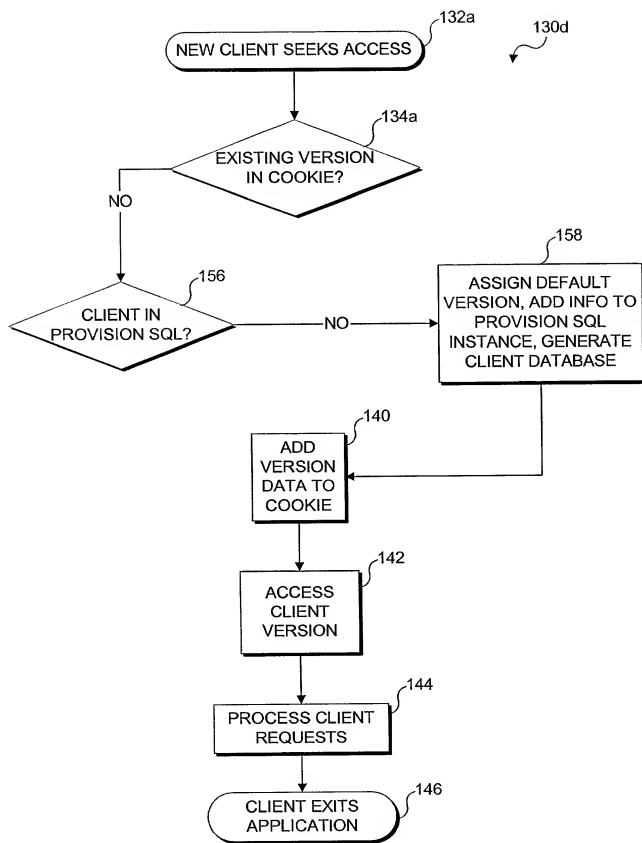 132a
NEW CLIENT SEEKS ACCESS
130d
134a
EXISTING VERSION
IN COOKIE?
NO
156
CLIENT IN
PROVISION SQL?
NO
158
ASSIGN DEFAULT
VERSION, ADD INFO TO
PROVISION SQL
INSTANCE, GENERATE
CLIENT DATABASE
140
ADD
VERSION
DATA TO
COOKIE
142
ACCESS
CLIENT
VERSION
144
PROCESS CLIENT
REQUESTS
146
CLIENT EXITS
APPLICATION